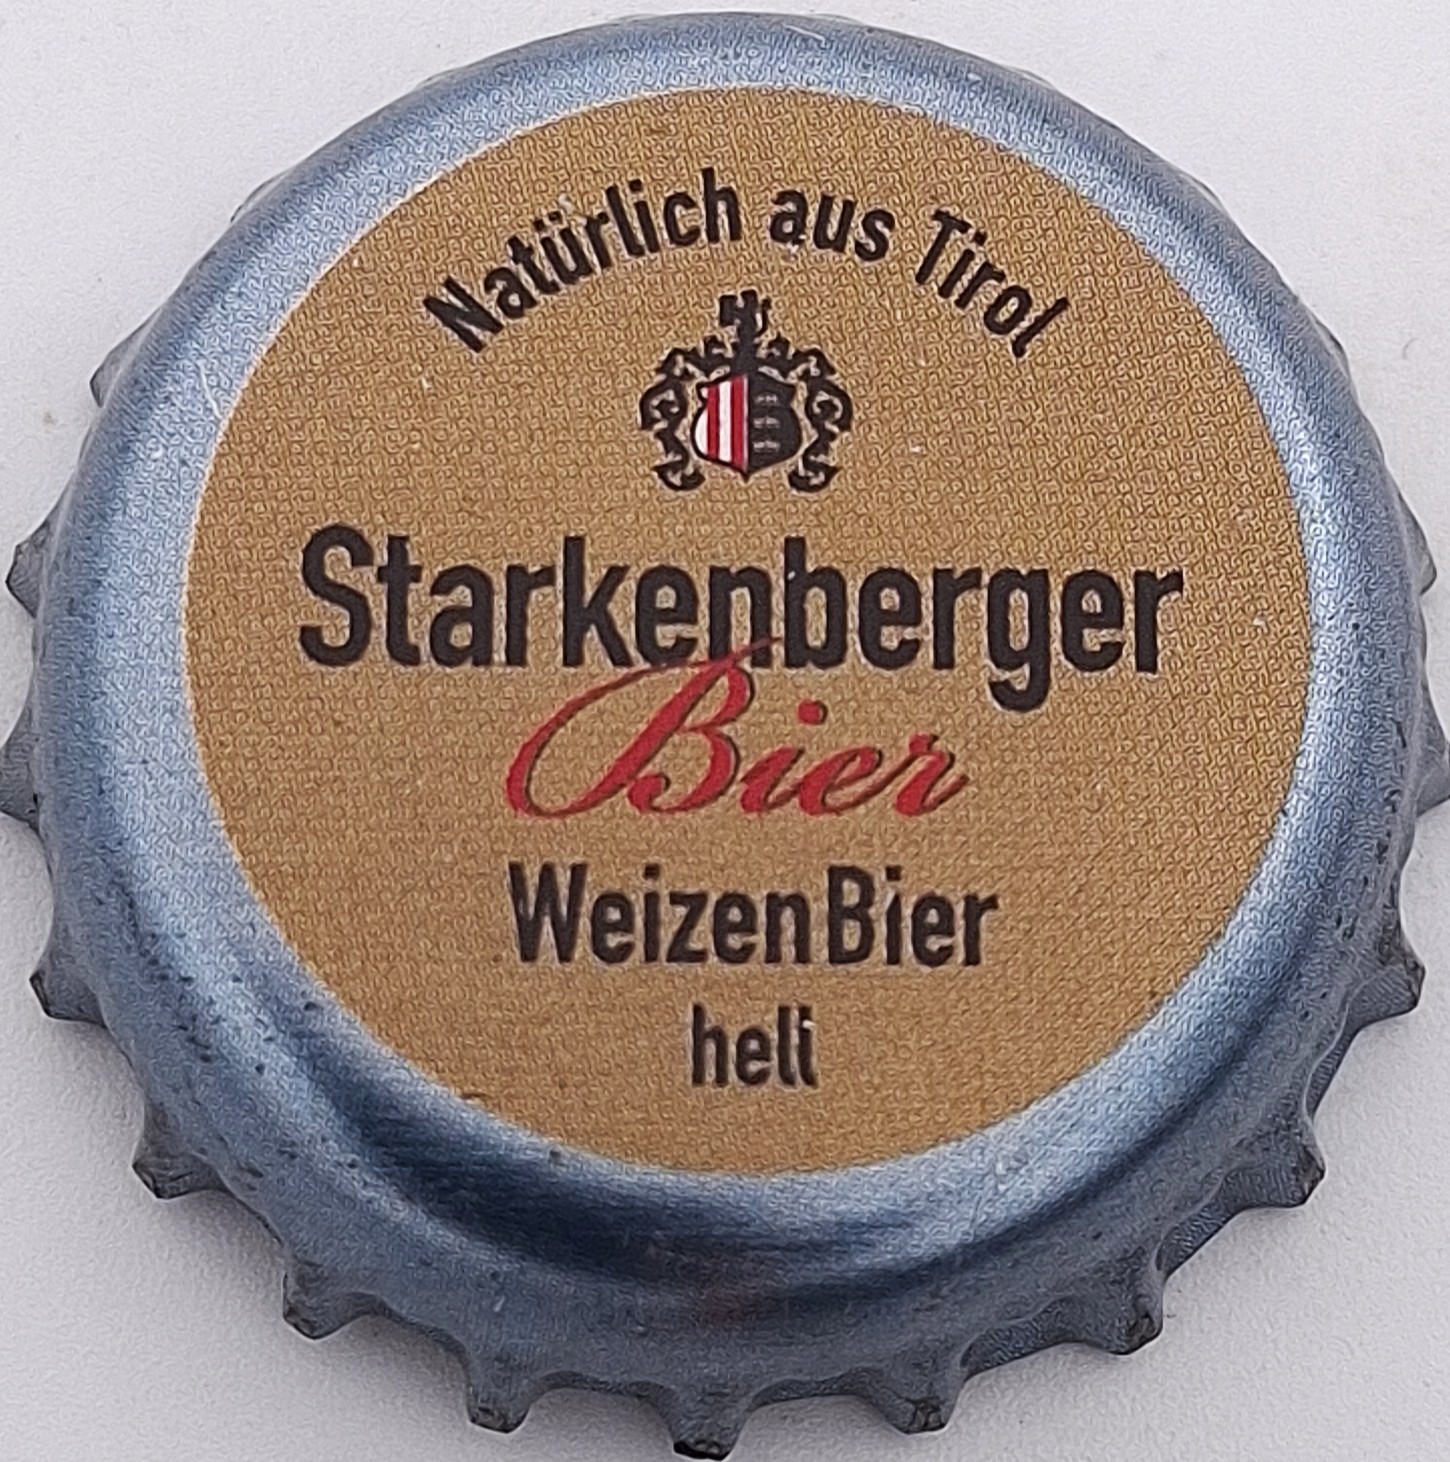 Natürlich aus Tirol
Starkenberger
Bier
WeizenBier
hell